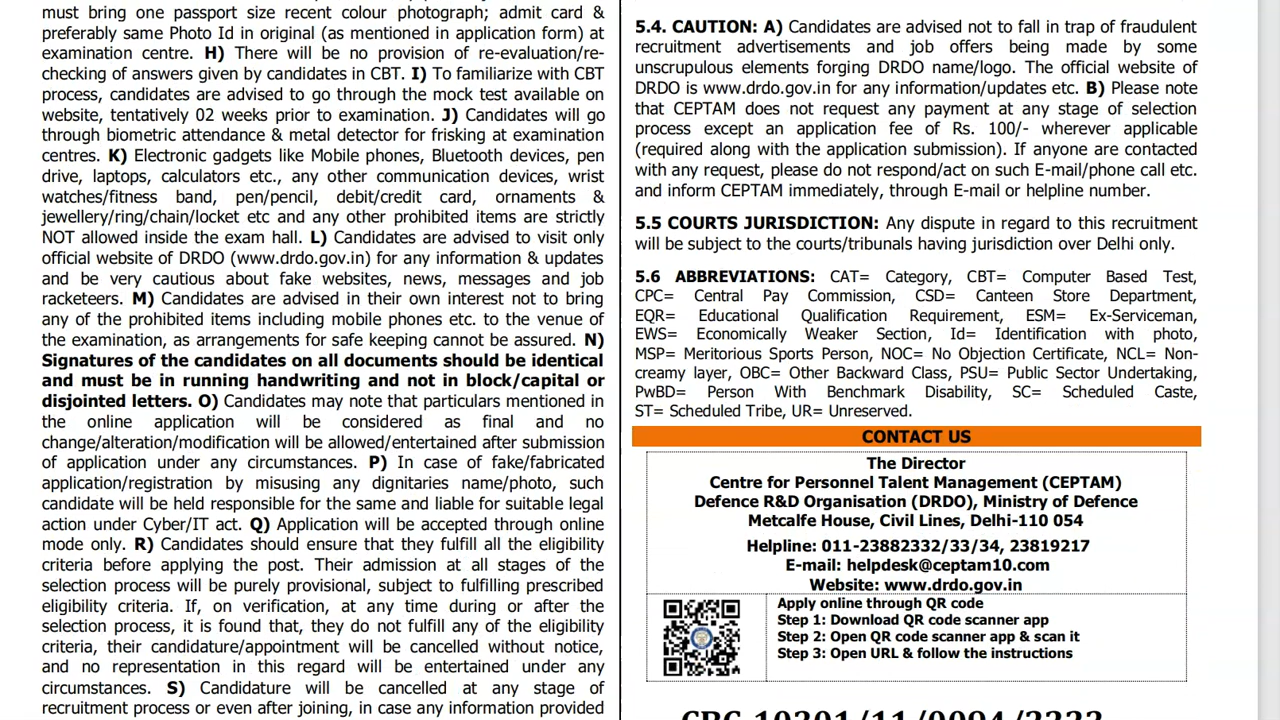 must bring one passport size recent colour photograph; admit card &
preferably same Photo Id in original (as mentioned in application form) at
examination centre. H) There will be no provision of re-evaluation/re-
checking of answers given by candidates in CBT. I) To familiarize with CBT
process, candidates are advised to go through the mock test available on
website, tentatively 02 weeks prior to examination. J) Candidates will go
through biometric attendance & metal detector for frisking at examination
centres. K) Electronic gadgets like Mobile phones, Bluetooth devices, pen
drive, laptops, calculators etc., any other communication devices, wrist
watches/fitness band, pen/pencil, debit/credit card, ornaments &
jewellery/ring/chain/locket etc and any other prohibited items are strictly
NOT allowed inside the exam hall. L) Candidates are advised to visit only
official website of DRDO (www.drdo.gov.in) for any information & updates
and be very cautious about fake websites, news, messages and job
racketeers. M) Candidates are advised in their own interest not to bring
any of the prohibited items including mobile phones etc. to the venue of
the examination, as arrangements for safe keeping cannot be assured. N)
Signatures of the candidates on all documents should be identical
and must be in running handwriting and not in block/capital or
disjointed letters. O) Candidates may note that particulars mentioned in
the online application will be considered as final and no
change/alteration/modification will be allowed/entertained after submission
of application under any circumstances. P) In case of fake/fabricated
application/registration by misusing any dignitaries name/photo, such
candidate will be held responsible for the same and liable for suitable legal
action under Cyber/IT act. Q) Application will be accepted through online
mode only. R) Candidates should ensure that they fulfill all the eligibility
criteria before applying the post. Their admission at all stages of the
selection process will be purely provisional, subject to fulfilling prescribed
eligibility criteria. If, on verification, at any time during or after the
selection process, it is found that, they do not fulfill any of the eligibility
criteria, their candidature/appointment will be cancelled without notice,
and no representation in this regard will be entertained under any
circumstances. S) Candidature will be cancelled at any stage of
recruitment process or even after joining, in case any information provided
5.4. CAUTION: A) Candidates are advised not to fall in trap of fraudulent
recruitment advertisements and job offers being made by some
unscrupulous elements forging DRDO name/logo. The official website of
DRDO is www.drdo.gov.in for any information/updates etc. B) Please note
that CEPTAM does not request any payment at any stage of selection
process except an application fee of Rs. 100/- wherever applicable
(required along with the application submission). If anyone are contacted
with any request, please do not respond/act on such E-mail/phone call etc.
and inform CEPTAM immediately, through E-mail or helpline number.
5.5 COURTS JURISDICTION: Any dispute in regard to this recruitment
will be subject to the courts/tribunals having jurisdiction over Delhi only.
5.6 ABBREVIATIONS: CAT= Category, CBT= Computer Based Test,
CPC= Central Pay Commission, CSD= Canteen Store Department,
EQR= Educational Qualification Requirement, ESM= Ex-Serviceman,
EWS= Economically Weaker Section, Id= Identification with photo,
MSP= Meritorious Sports Person, NOC= No Objection Certificate, NCL= Non-
creamy layer, OBC= Other Backward Class, PSU= Public Sector Undertaking,
PwBD= Person With Benchmark Disability, SC= Scheduled Caste,
ST= Scheduled Tribe, UR= Unreserved.
CONTACT US
The Director
Centre for Personnel Talent Management (CEPTAM)
Defence R&D Organisation (DRDO), Ministry of Defence
Metcalfe House, Civil Lines, Delhi-110 054
Helpline: 011-23882332/33/34, 23819217
E-mail: helpdesk@ceptam10.com
Website: www.drdo.gov.in
Apply online through QR code
Step 1: Download QR code scanner app
Step 2: Open QR code scanner app & scan it
Step 3: Open URL & follow the instructions